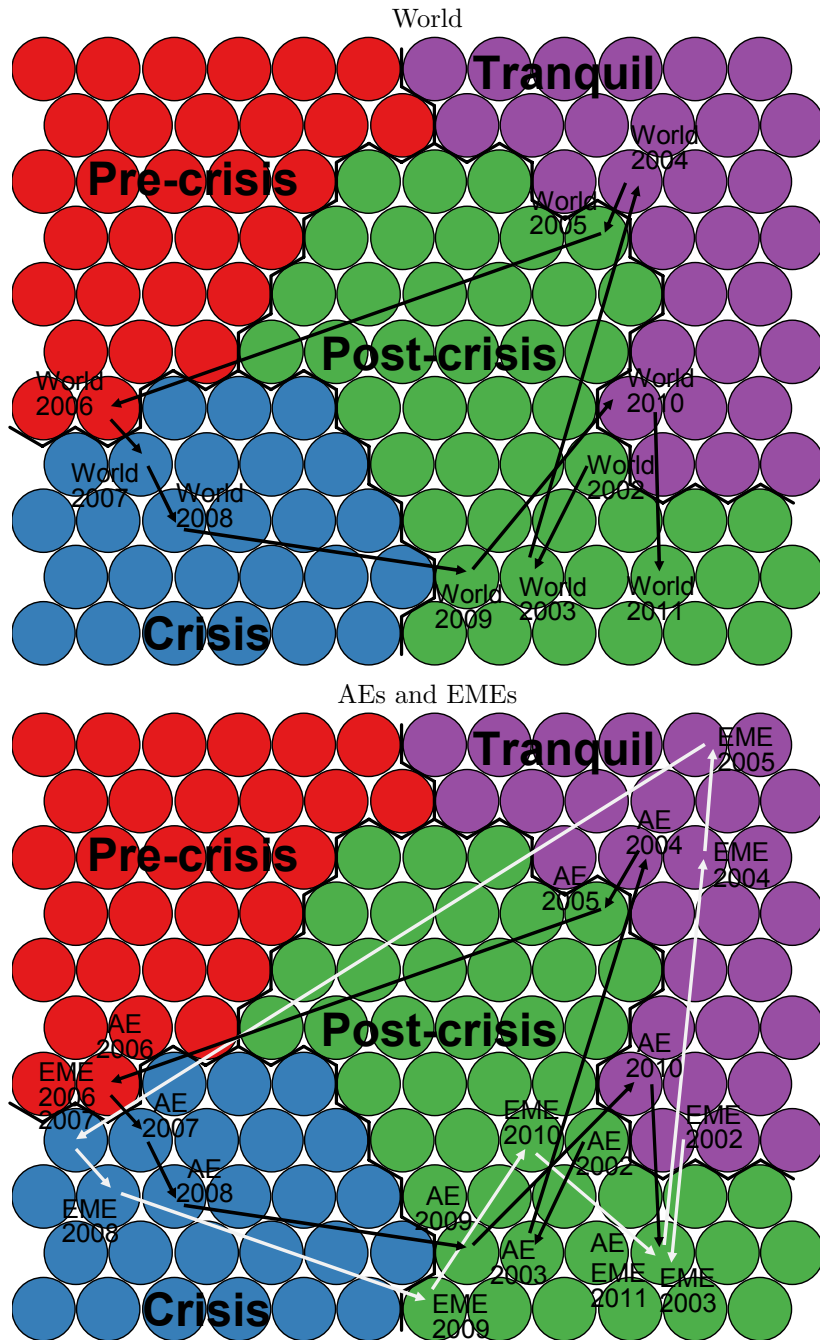 World
Tranquil
World
2004
Pre-crisis
World
2005
Post-crisis
World
2006
World
2010
World
2007
World
2002
World
2008
World
2009
World
2003
World
2011
Crisis
AEs and EMEs
Tranquil
EME
2005
AE
2004
Pre-crisis
EME
2004
AE
2005
Post-crisis
AE
2006
AE
2010
EME
2006
2007
AE
2007
EME
2010
EME
2002
AE
2002
AE
2008
EME
2008
AE
2009
AE
2003
AE
EME
2011
EME
2003
EME
2009
Crisis